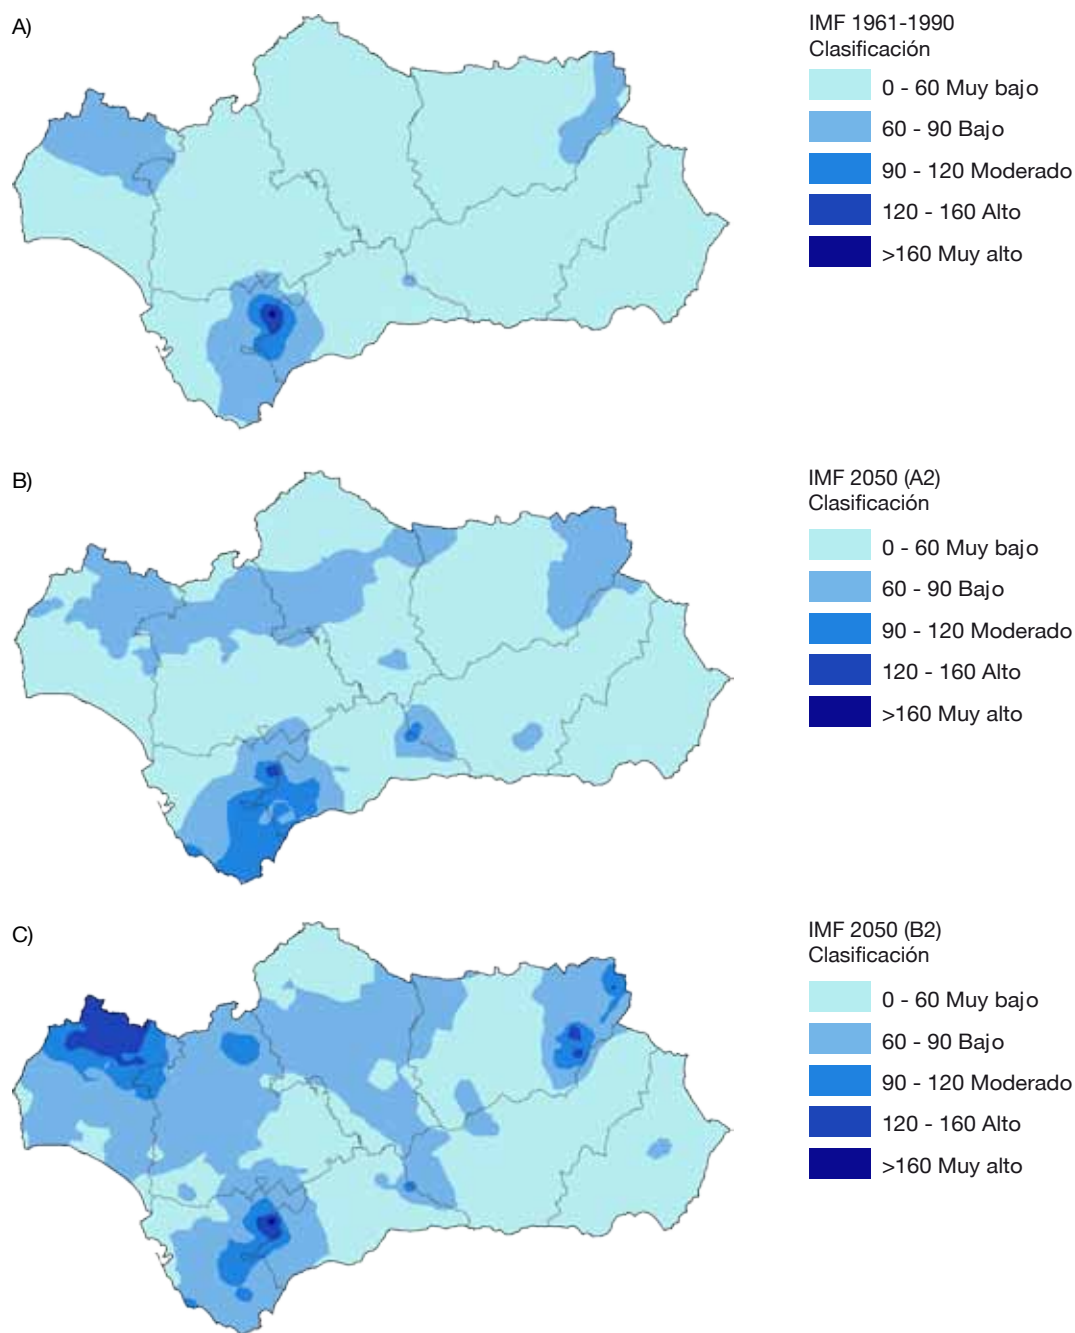 A)
IMF 1961-1990
Clasificación
0 - 60 Muy bajo
60 - 90 Bajo
90 - 120 Moderado
120 - 160 Alto
>160 Muy alto
B)
IMF 2050 (A2)
Clasificación
0 - 60 Muy bajo
60 - 90 Bajo
90 - 120 Moderado
120 - 160 Alto
>160 Muy alto
C)
IMF 2050 (B2)
Clasificación
0 - 60 Muy bajo
60 - 90 Bajo
90 - 120 Moderado
120 - 160 Alto
>160 Muy alto